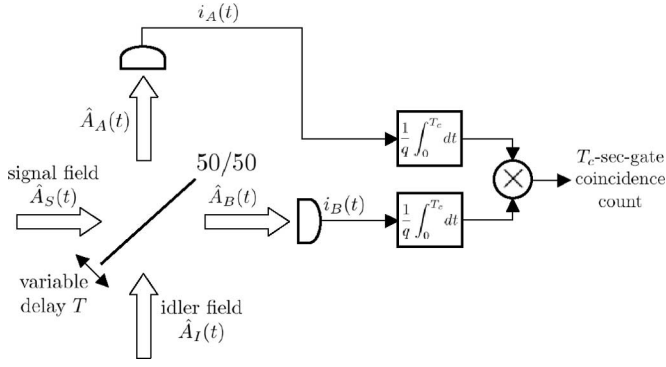 i_A(t)
Â_A(t)
50/50
signal field
Â_S(t)
Â_B(t)
i_B(t)
1/q ∫_0^{T_c} dt
1/q ∫_0^{T_c} dt
T_c-sec-gate
coincidence
count
variable
delay T
idler field
Â_I(t)